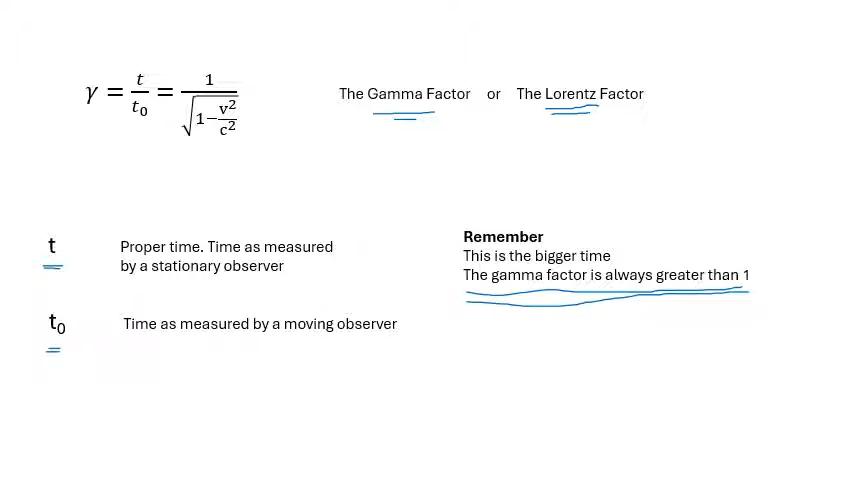 γ = t/t₀ = 1/√(1−v²/c²)
The Gamma Factor or The Lorentz Factor
t Proper time. Time as measured
by a stationary observer
Remember
This is the bigger time
The gamma factor is always greater than 1
t₀ Time as measured by a moving observer